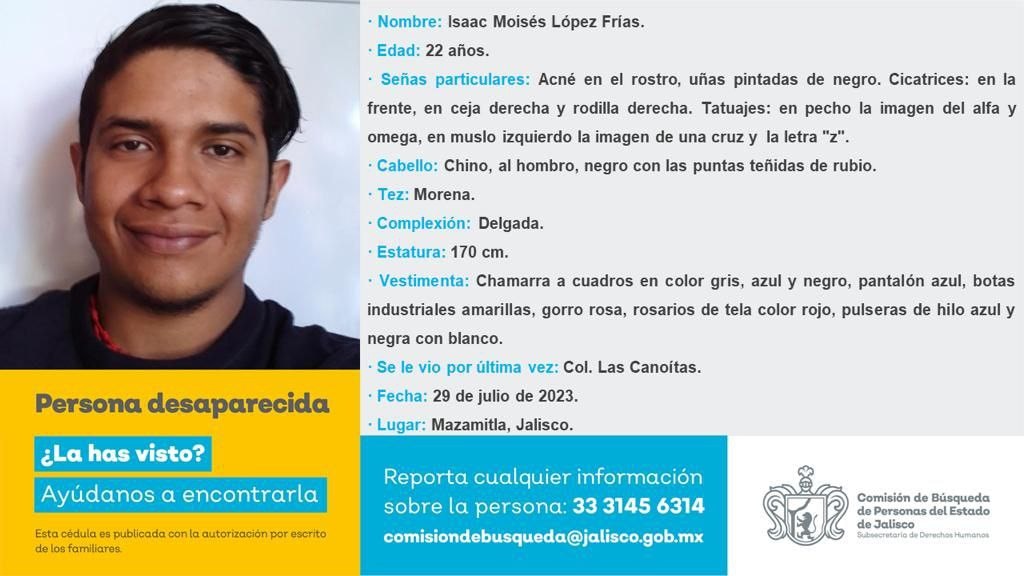 · Nombre: Isaac Moisés López Frías.
· Edad: 22 años.
· Señas particulares: Acné en el rostro, uñas pintadas de negro. Cicatrices: en la
frente, en ceja derecha y rodilla derecha. Tatuajes: en pecho la imagen del alfa y
omega, en muslo izquierdo la imagen de una cruz y la letra "z".
· Cabello: Chino, al hombro, negro con las puntas teñidas de rubio.
· Tez: Morena.
· Complexión: Delgada.
· Estatura: 170 cm.
· Vestimenta: Chamarra a cuadros en color gris, azul y negro, pantalón azul, botas
industriales amarillas, gorro rosa, rosarios de tela color rojo, pulseras de hilo azul y
negra con blanco.
· Se le vio por última vez: Col. Las Canoítas.
· Fecha: 29 de julio de 2023.
· Lugar: Mazamitla, Jalisco.
Persona desaparecida
¿La has visto?
Ayúdanos a encontrarla
Esta cédula es publicada con la autorización por escrito
de los familiares.
Reporta cualquier información
sobre la persona: 33 3145 6314
comisiondebusqueda@jalisco.gob.mx
Comisión de Búsqueda
de Personas del Estado
de Jalisco
Subsecretaría de Derechos Humanos